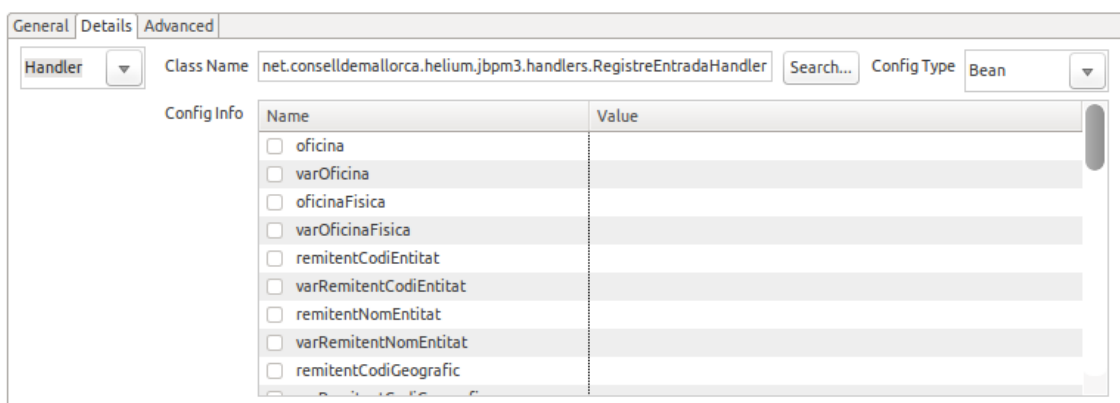 General Details Advanced
Handler Class Name net.conselldemallorca.helium.jbpm3.handlers.RegistreEntradaHandler Search... Config Type Bean
Config Info Name Value
oficina
varOficina
oficinaFisica
varOficinaFisica
remitentCodiEntitat
varRemitentCodiEntitat
remitentNomEntitat
varRemitentNomEntitat
remitentCodiGeografic